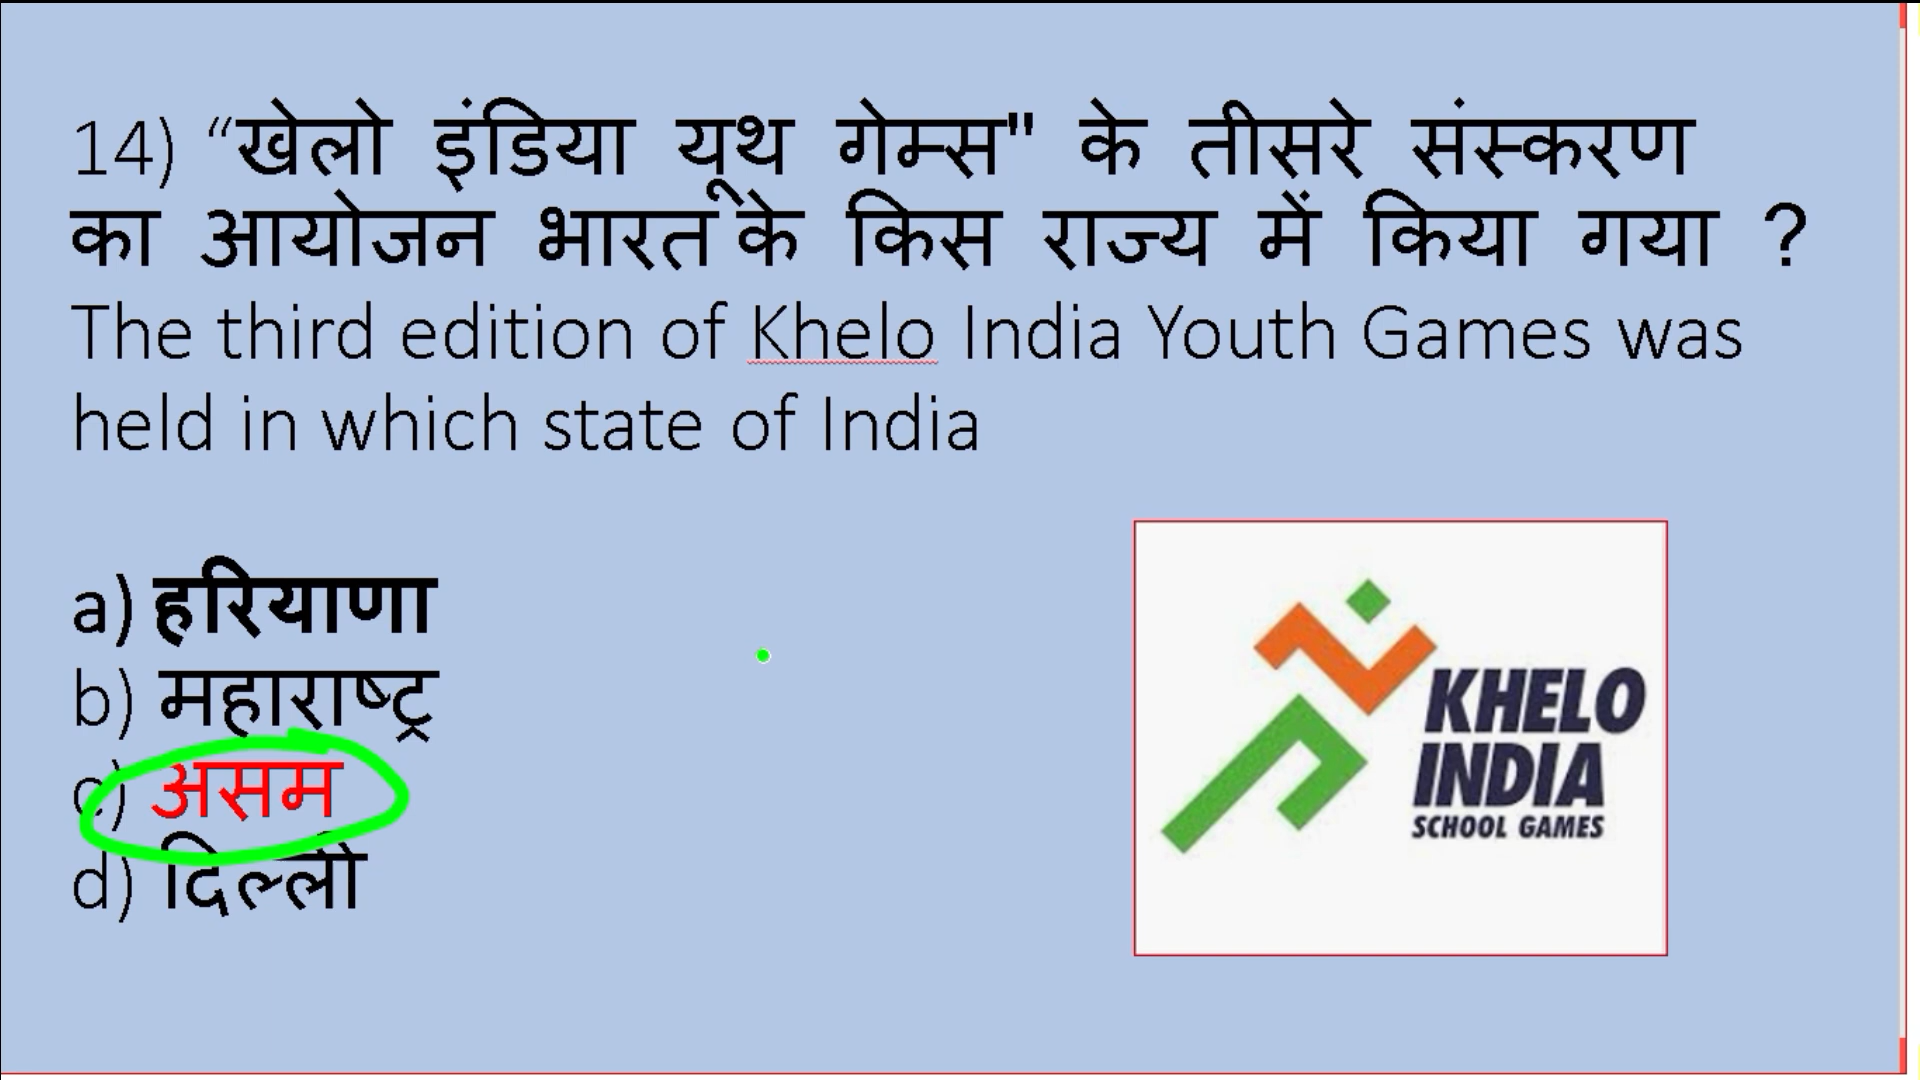 14) “खेलो इंडिया यूथ गेम्स" के तीसरे संस्करण
का आयोजन भारत के किस राज्य में किया गया ?
The third edition of Khelo India Youth Games was
held in which state of India
a) हरियाणा
b) महाराष्ट्र
c) असम
d) दिल्ली
KHELO
INDIA
SCHOOL GAMES